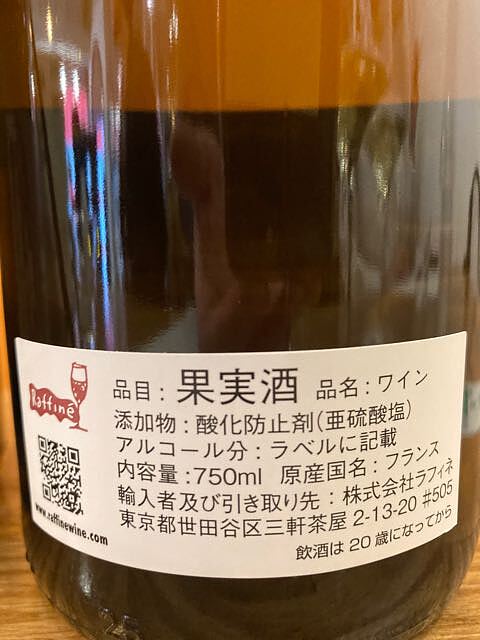 Raffiné
品目：果実酒 品名：ワイン
添加物：酸化防止剤（亜硫酸塩）
アルコール分：ラベルに記載
内容量：750ml 原産国名：フランス
輸入者及び引き取り先：株式会社ラフィネ
東京都世田谷区三軒茶屋 2-13-20 #505
www.raffinewine.com
飲酒は 20 歳になってから